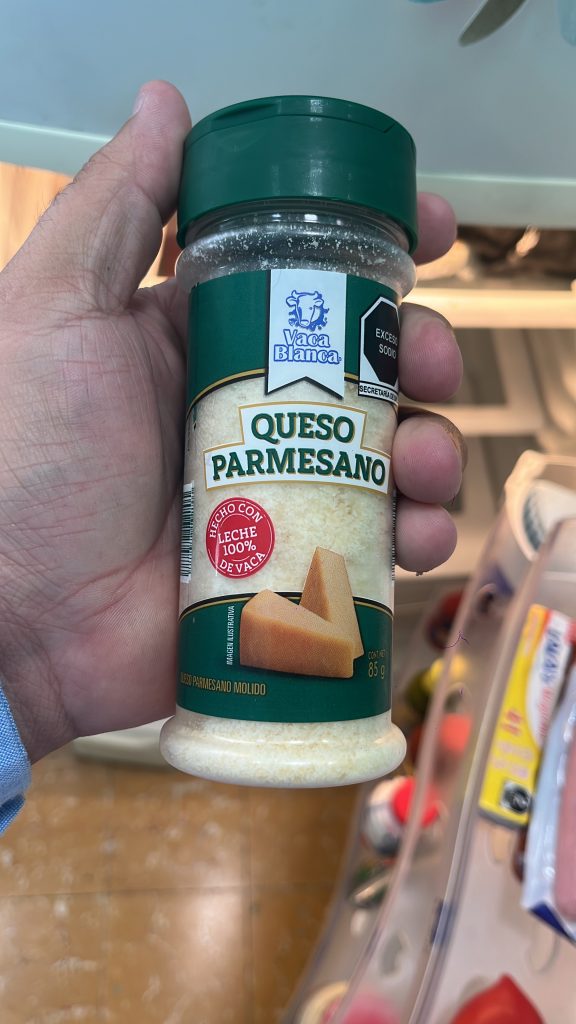 Vaca
Blanca
EXCESO
SODIO
SECRETARÍA DE
QUESO
PARMESANO
HECHO CON
LECHE
100%
DE VACA
IMAGEN ILUSTRATIVA
CONT. NET.
85 g
QUESO PARMESANO MOLIDO